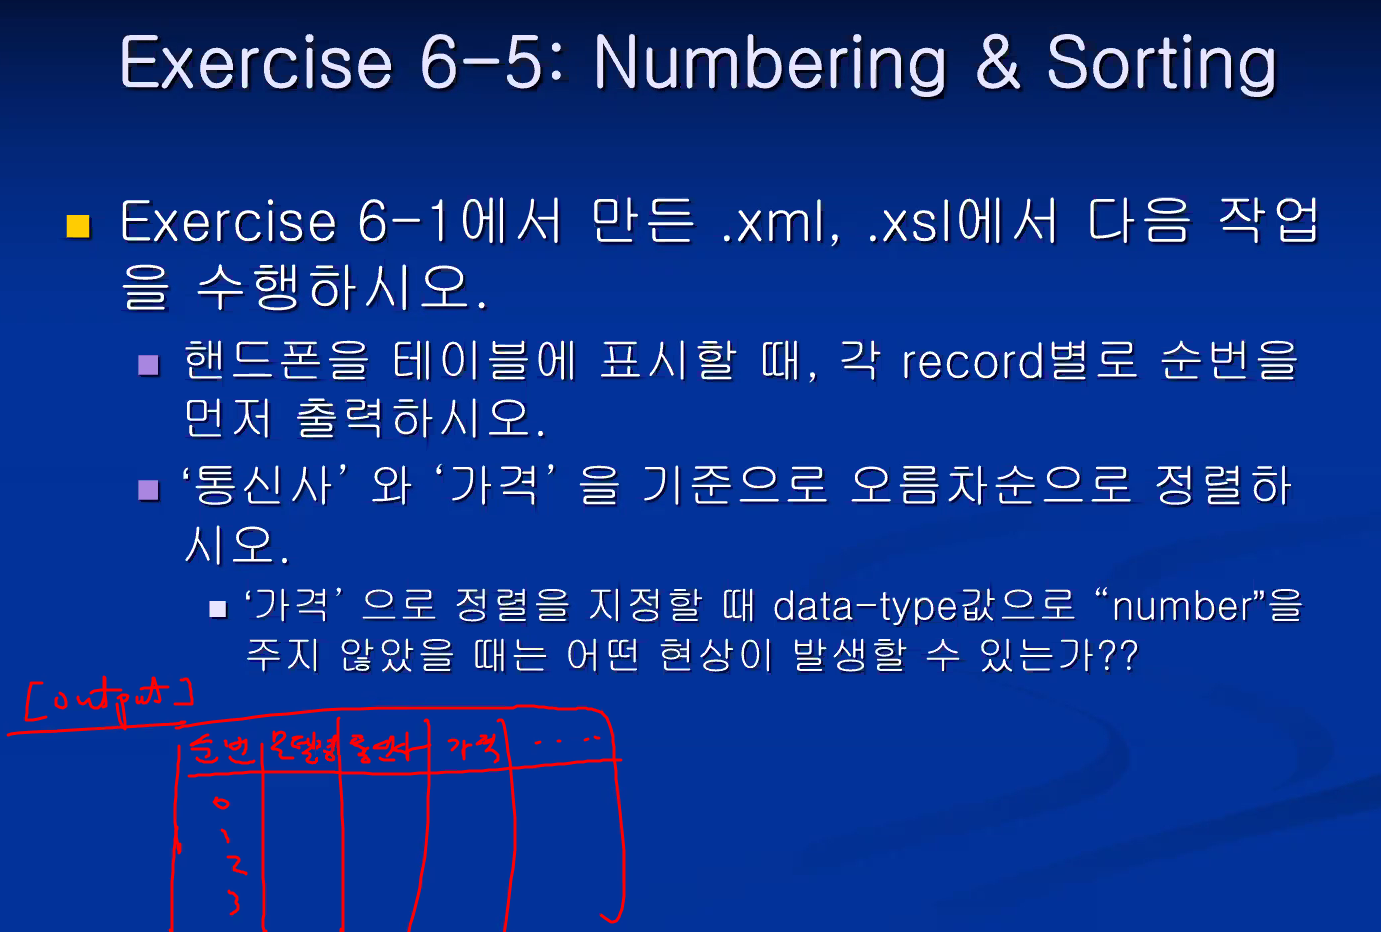 Exercise 6-5: Numbering & Sorting
Exercise 6-1에서 만든 .xml, .xsl에서 다음 작업
을 수행하시오.
핸드폰을 테이블에 표시할 때, 각 record별로 순번을
먼저 출력하시오.
‘통신사’ 와 ‘가격’ 을 기준으로 오름차순으로 정렬하
시오.
‘가격’ 으로 정렬을 지정할 때 data-type값으로 “number”을
주지 않았을 때는 어떤 현상이 발생할 수 있는가??
[output]
순번 모델명 통신사 가격 .....
0
1
2
3